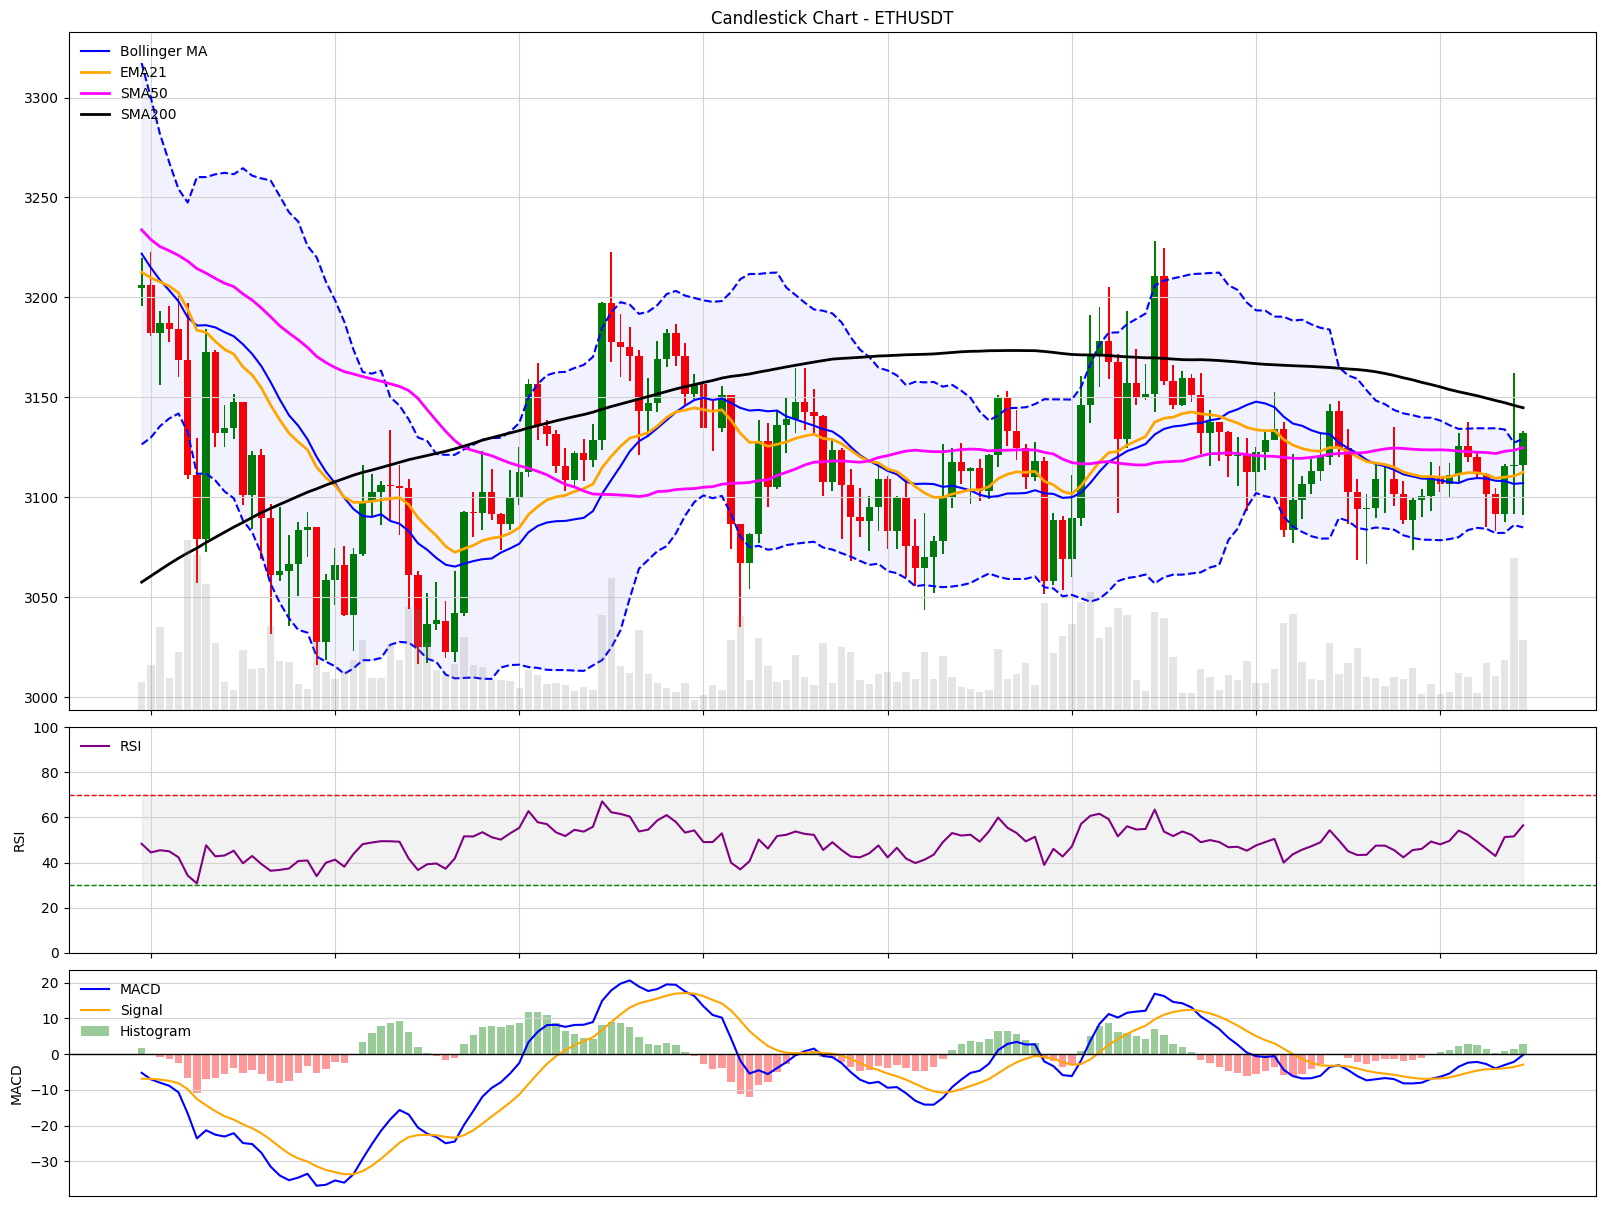 Candlestick Chart - ETHUSDT
Bollinger MA
EMA21
SMA50
SMA200
3300
3250
3200
3150
3100
3050
3000
RSI
100
80
60
40
20
0
RSI
MACD
Signal
Histogram
20
10
0
−10
−20
−30
MACD